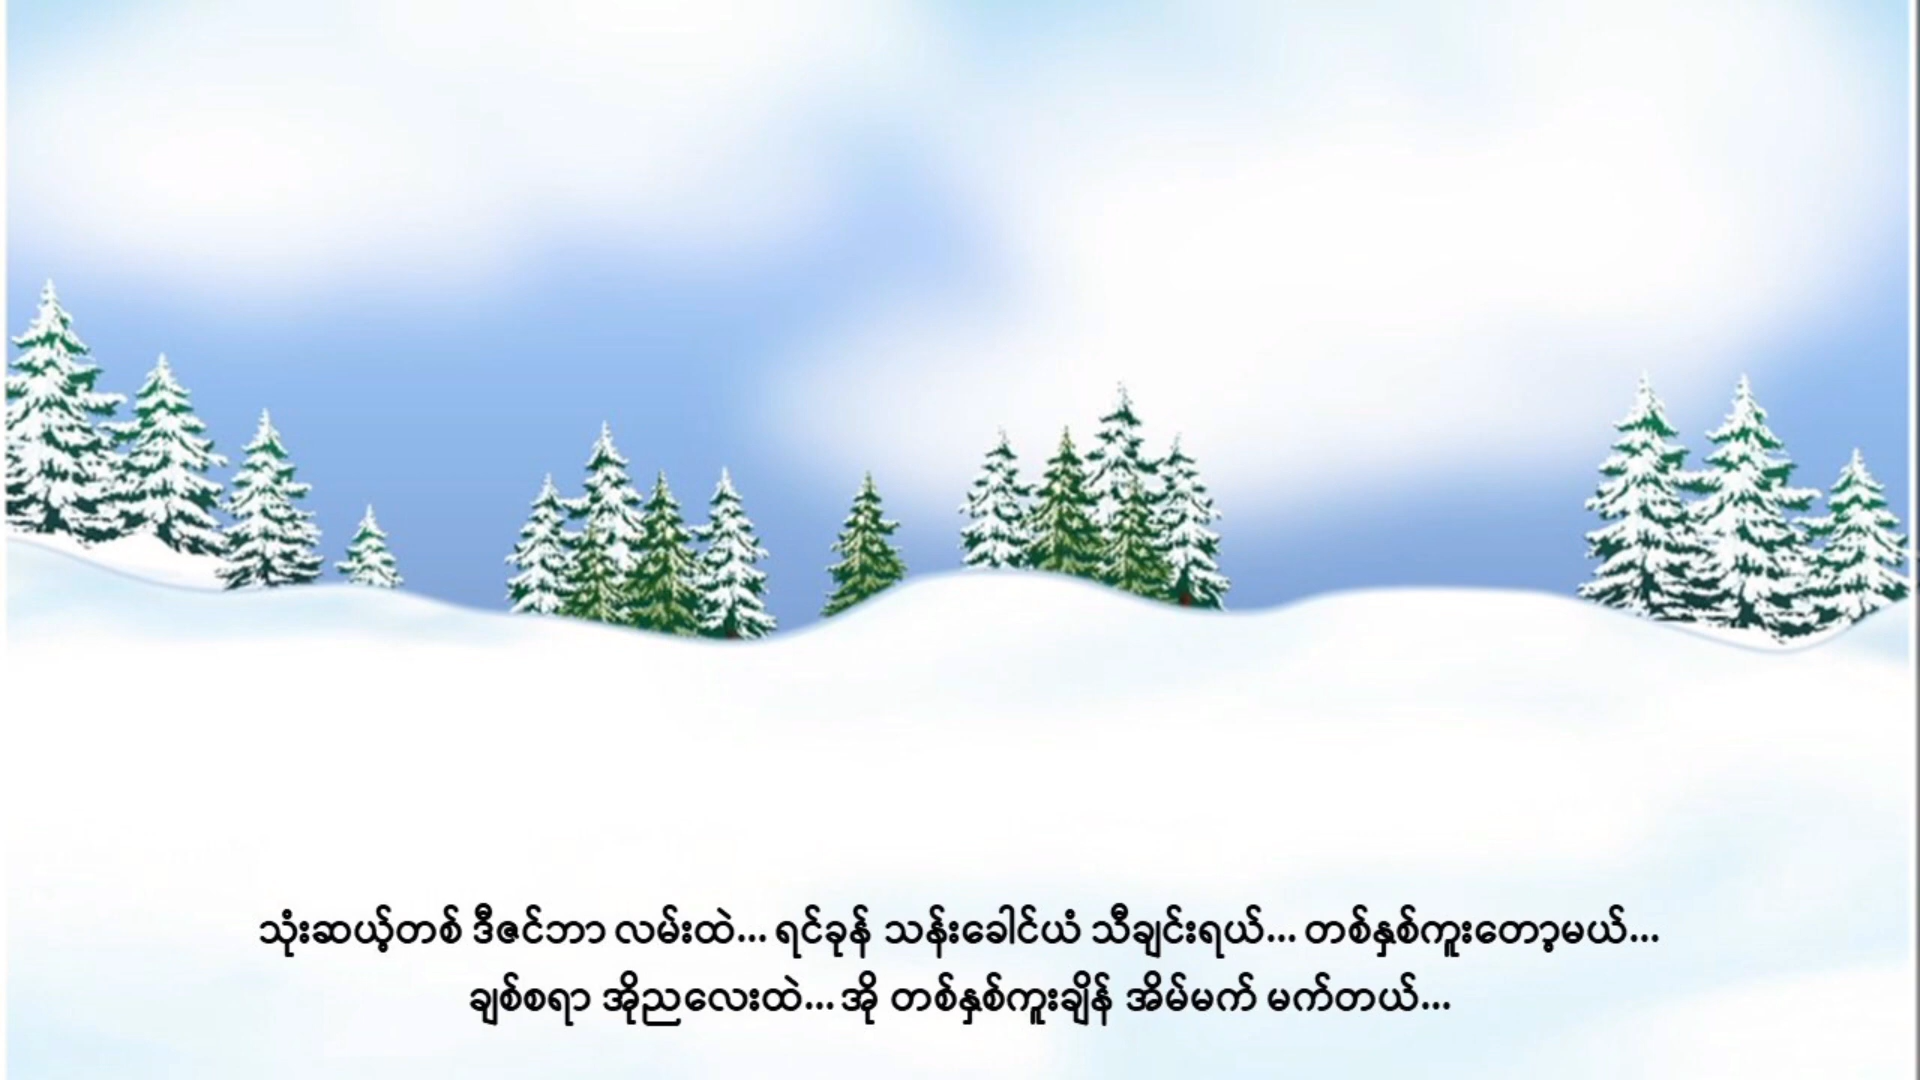 သုံးဆယ့်တစ် ဒီဇင်ဘာ လမ်းထဲ... ရင်ခုန် သန်းခေါင်ယံ သီချင်းရယ်... တစ်နှစ်ကူးတော့မယ်...
ချစ်စရာ အိုညလေးထဲ... အို တစ်နှစ်ကူးချိန် အိမ်မက် မက်တယ်...